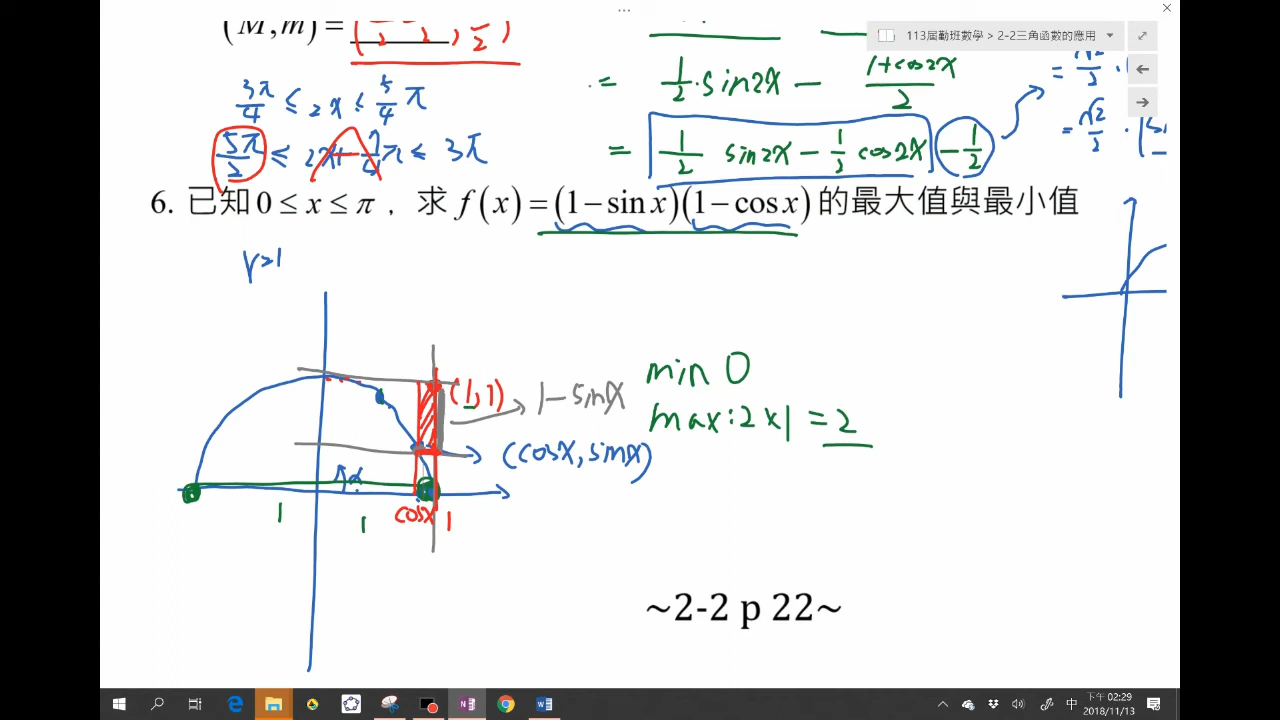 (M, m) =
113屆勤班數學 > 2-2三角函數的應用
3π/4 ≤ 2x ≤ 5/4 π
= 1/2·sin2x − (1+cos2x)/2
5π/2 ≤ ≤ 3π
= 1/2 sin2x − 1/2 cos2x − 1/2
6. 已知 0 ≤ x ≤ π，求 f(x) = (1−sin x)(1−cos x) 的最大值與最小值
r=1
min 0
(1,1)
1−sinx
max: 2×1 = 2
(cosx, sinx)
x
1 1 cosx 1
~2-2 p 22~
中
下午 02:29
2018/11/13